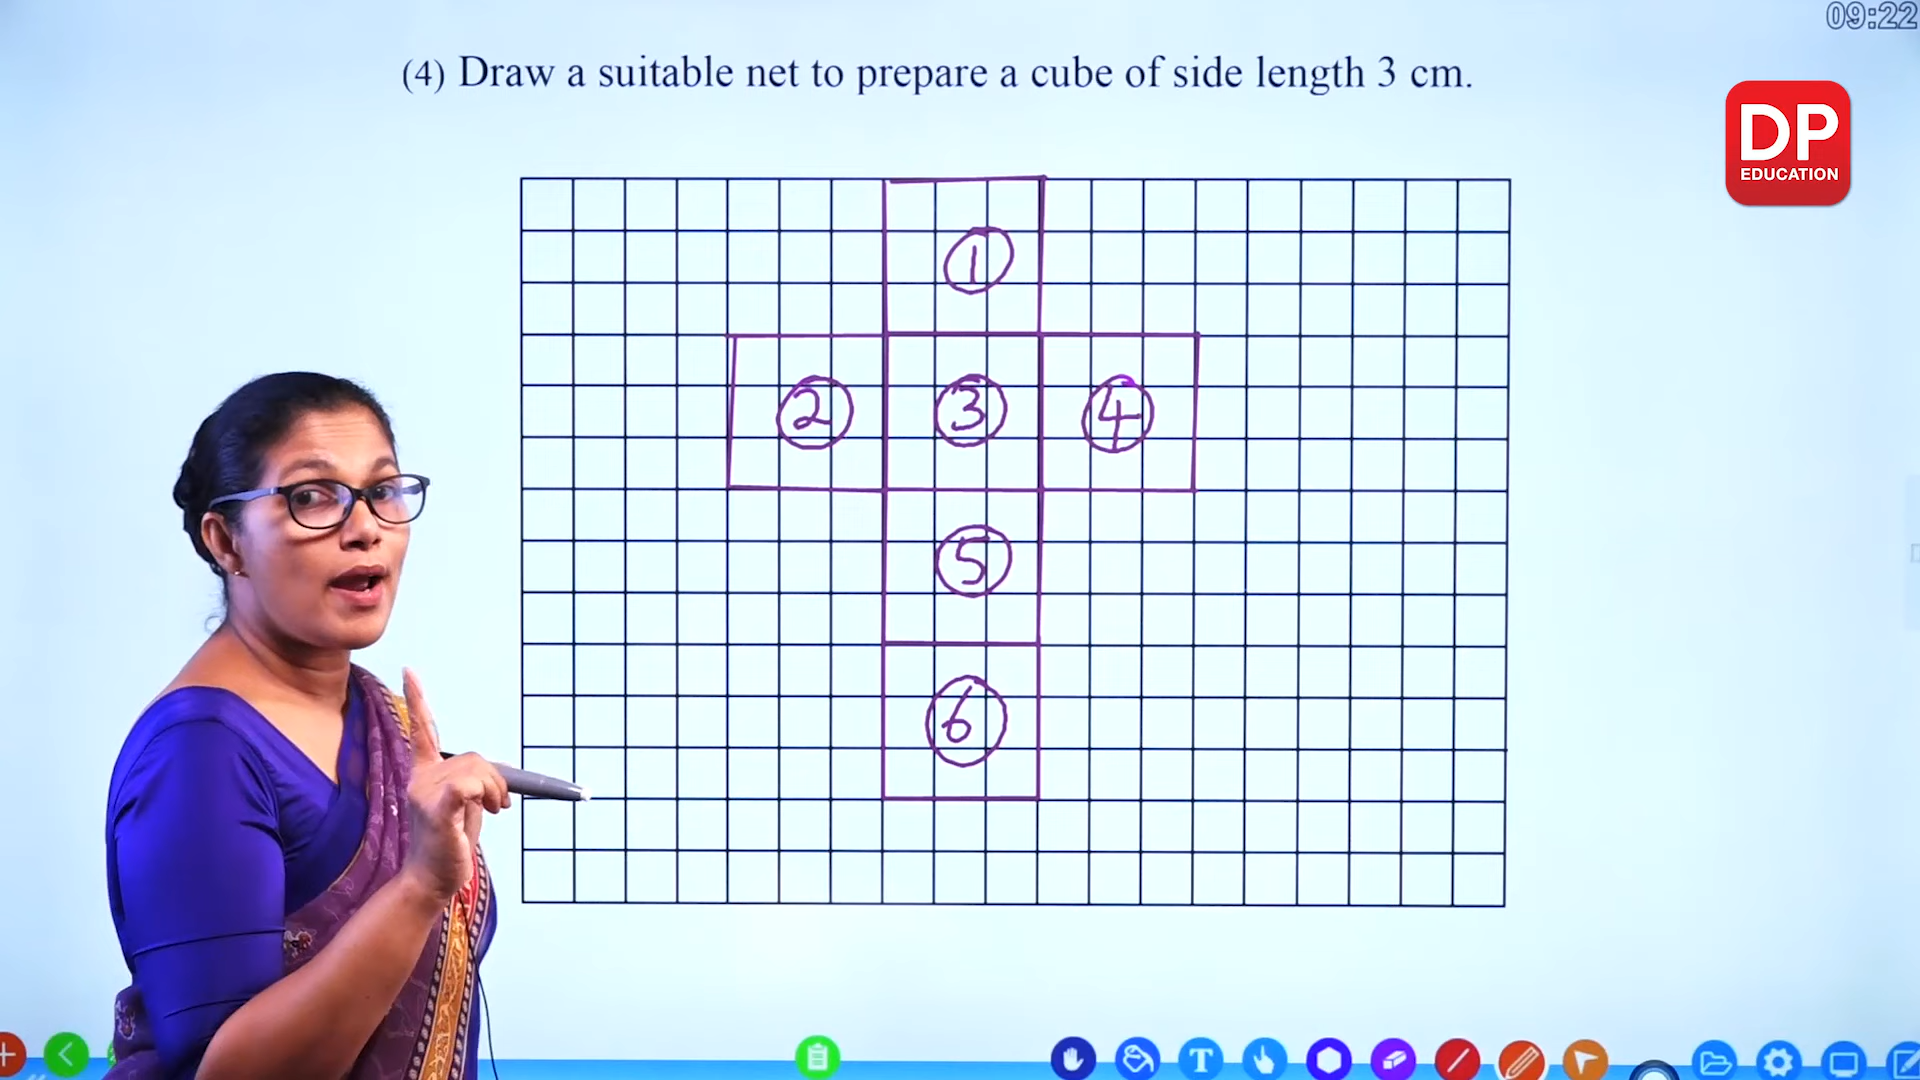 09:22
(4) Draw a suitable net to prepare a cube of side length 3 cm.
DP
EDUCATION
1
2 3 4
5
6
T